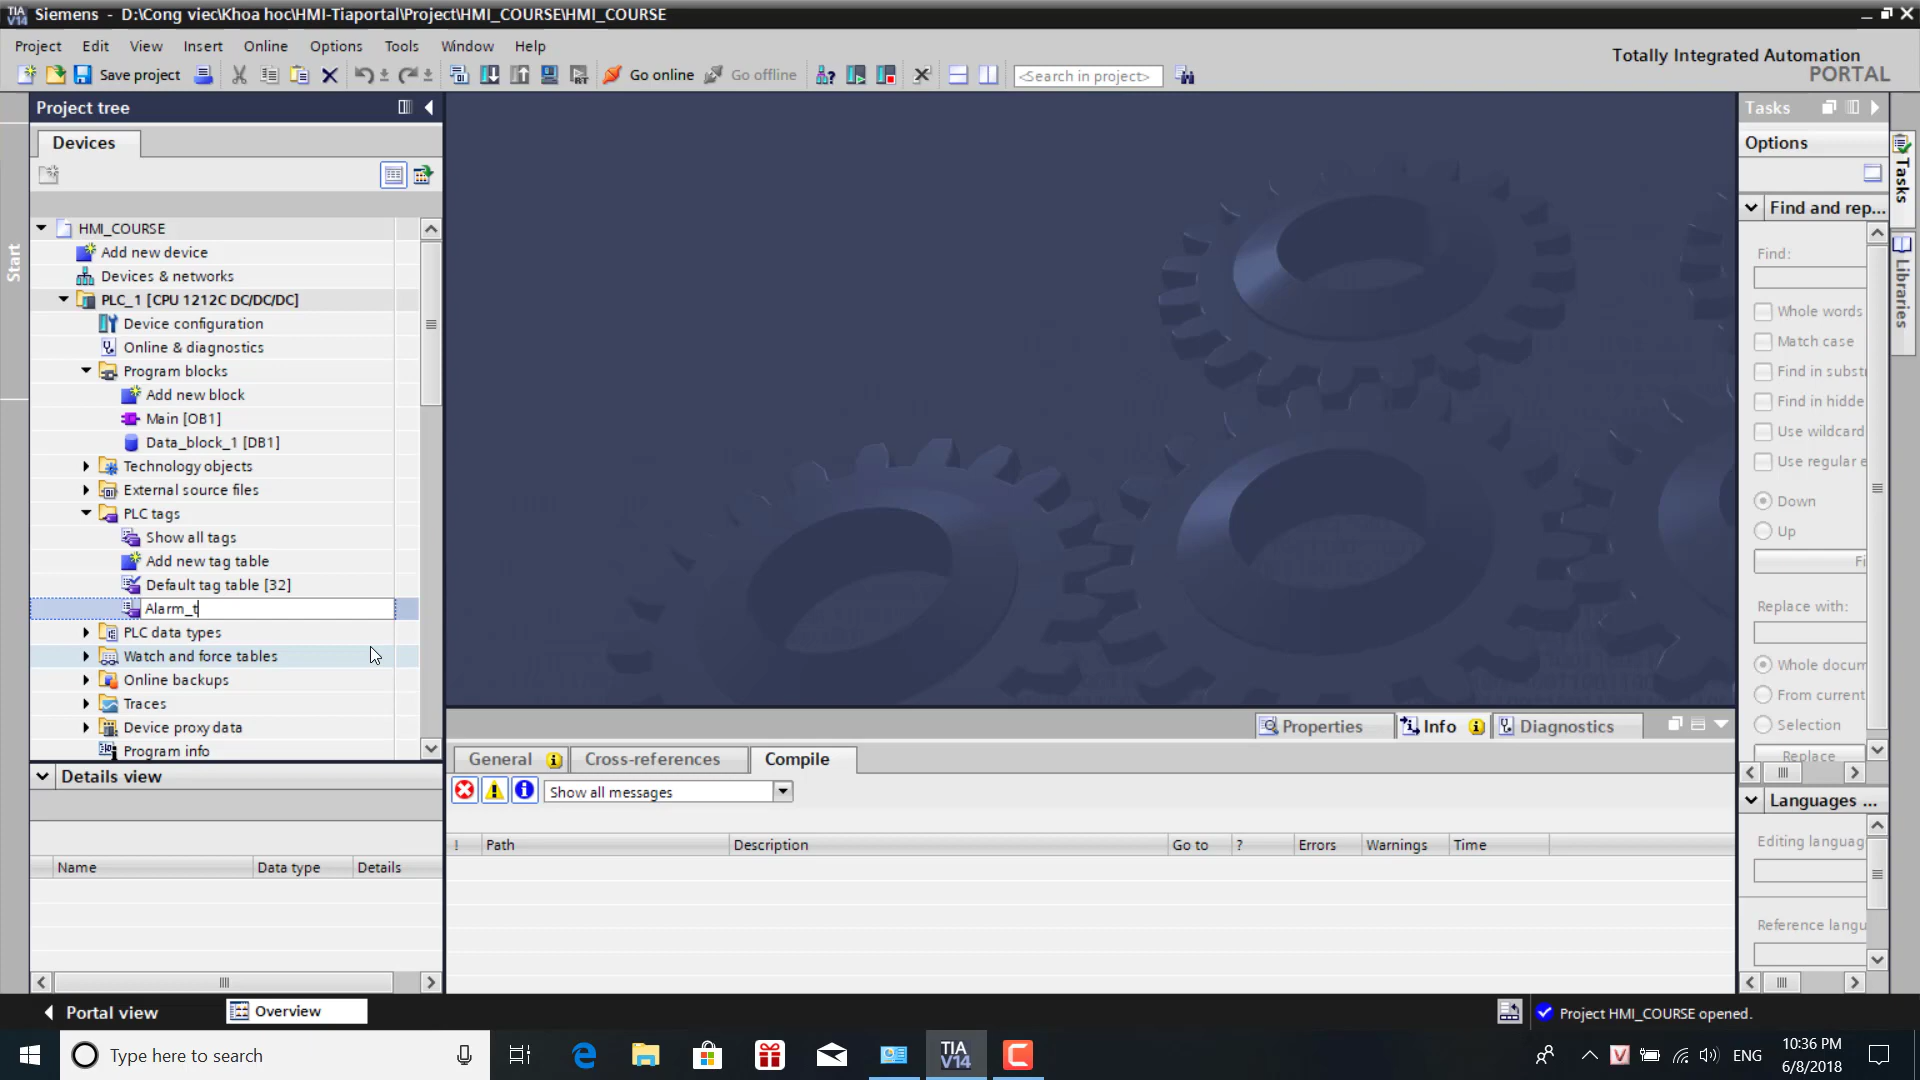 TIA V14 Siemens - D:\Cong viec\Khoa hoc\HMI-Tiaportal\Project\HMI_COURSE\HMI_COURSE
Project Edit View Insert Online Options Tools Window Help
Totally Integrated Automation
PORTAL
Save project Go online Go offline <Search in project>
Project tree
Devices
Start
HMI_COURSE
Add new device
Devices & networks
PLC_1 [CPU 1212C DC/DC/DC]
Device configuration
Online & diagnostics
Program blocks
Add new block
Main [OB1]
Data_block_1 [DB1]
Technology objects
External source files
PLC tags
Show all tags
Add new tag table
Default tag table [32]
Alarm_t
PLC data types
Watch and force tables
Online backups
Traces
Device proxy data
Program info
Details view
Name Data type Details
Properties Info Diagnostics
General Cross-references Compile
Show all messages
! Path Description Go to ? Errors Warnings Time
Tasks
Options
Find and rep...
Find:
Whole words
Match case
Find in subst
Find in hidde
Use wildcard
Use regular e
Down
Up
Fi
Replace with:
Whole docum
From current
Selection
Replace
Languages ...
Editing languag
Reference langu
Tasks
Libraries
Portal view Overview
Project HMI_COURSE opened.
Type here to search
TIA V14
ENG
10:36 PM
6/8/2018